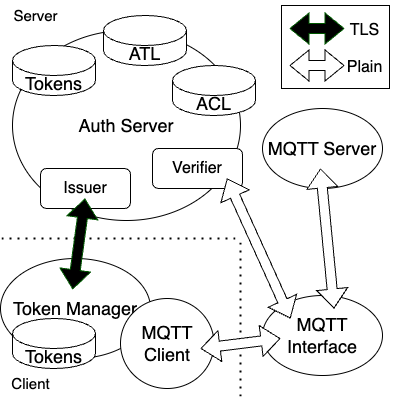 Server
TLS
Plain
ATL
Tokens
ACL
Auth Server
MQTT Server
Verifier
Issuer
Token Manager
MQTT
Client
MQTT
Interface
Tokens
Client